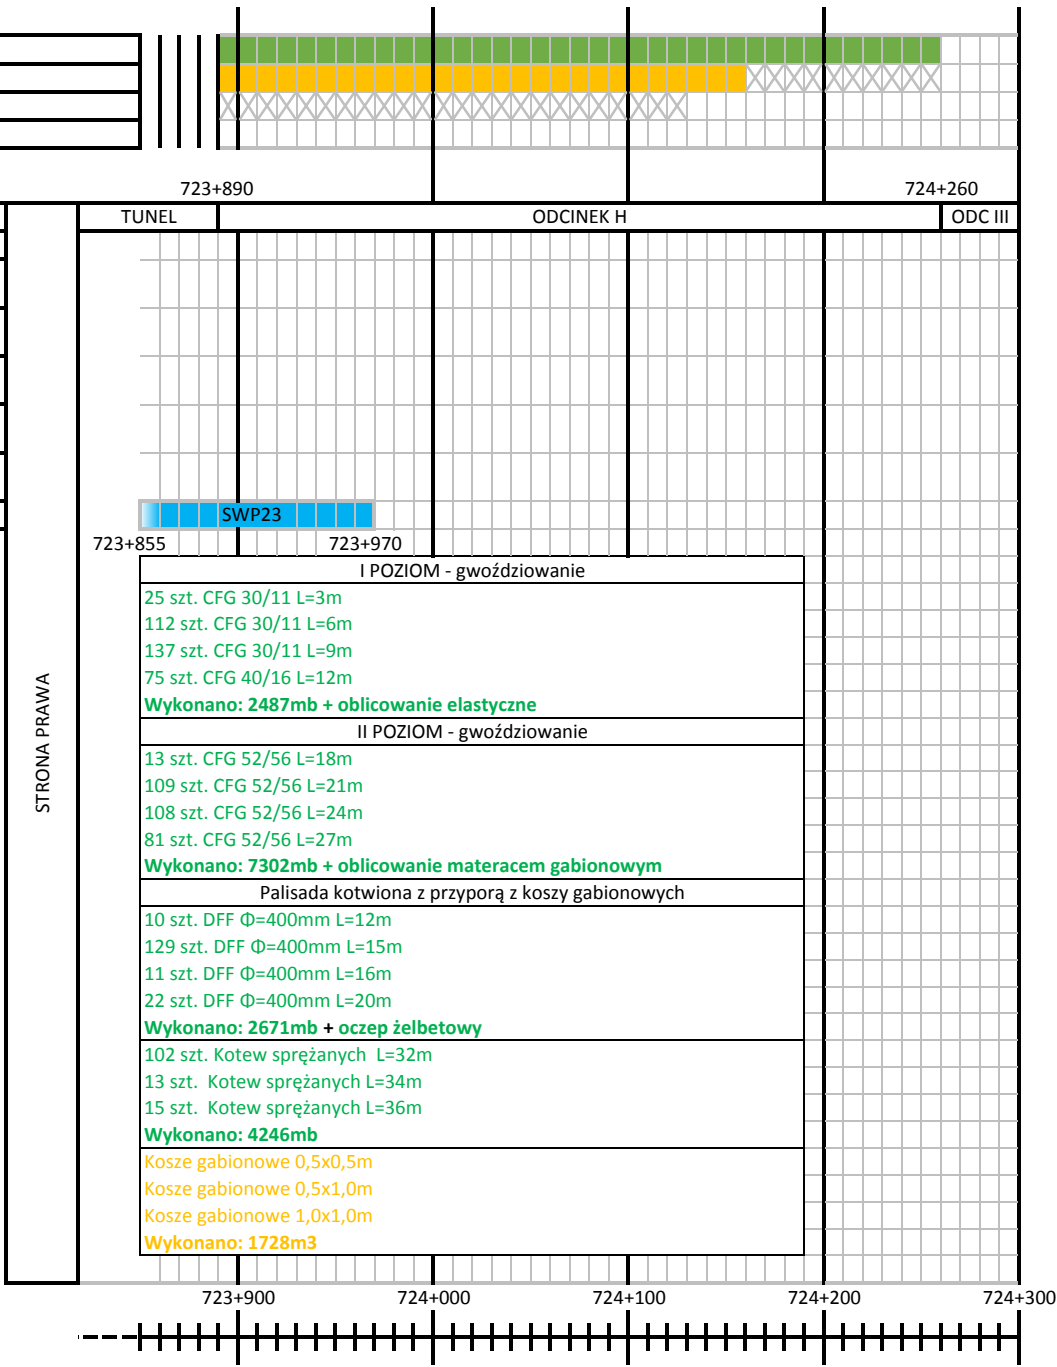 723+890
724+260
TUNEL
ODCINEK H
ODC III
SWP23
723+855
723+970
STRONA PRAWA
I POZIOM - gwoździowanie
25 szt. CFG 30/11 L=3m
112 szt. CFG 30/11 L=6m
137 szt. CFG 30/11 L=9m
75 szt. CFG 40/16 L=12m
Wykonano: 2487mb + oblicowanie elastyczne
II POZIOM - gwoździowanie
13 szt. CFG 52/56 L=18m
109 szt. CFG 52/56 L=21m
108 szt. CFG 52/56 L=24m
81 szt. CFG 52/56 L=27m
Wykonano: 7302mb + oblicowanie materacem gabionowym
Palisada kotwiona z przyporą z koszy gabionowych
10 szt. DFF Φ=400mm L=12m
129 szt. DFF Φ=400mm L=15m
11 szt. DFF Φ=400mm L=16m
22 szt. DFF Φ=400mm L=20m
Wykonano: 2671mb + oczep żelbetowy
102 szt. Kotew sprężanych L=32m
13 szt. Kotew sprężanych L=34m
15 szt. Kotew sprężanych L=36m
Wykonano: 4246mb
Kosze gabionowe 0,5x0,5m
Kosze gabionowe 0,5x1,0m
Kosze gabionowe 1,0x1,0m
Wykonano: 1728m3
723+900
724+000
724+100
724+200
724+300